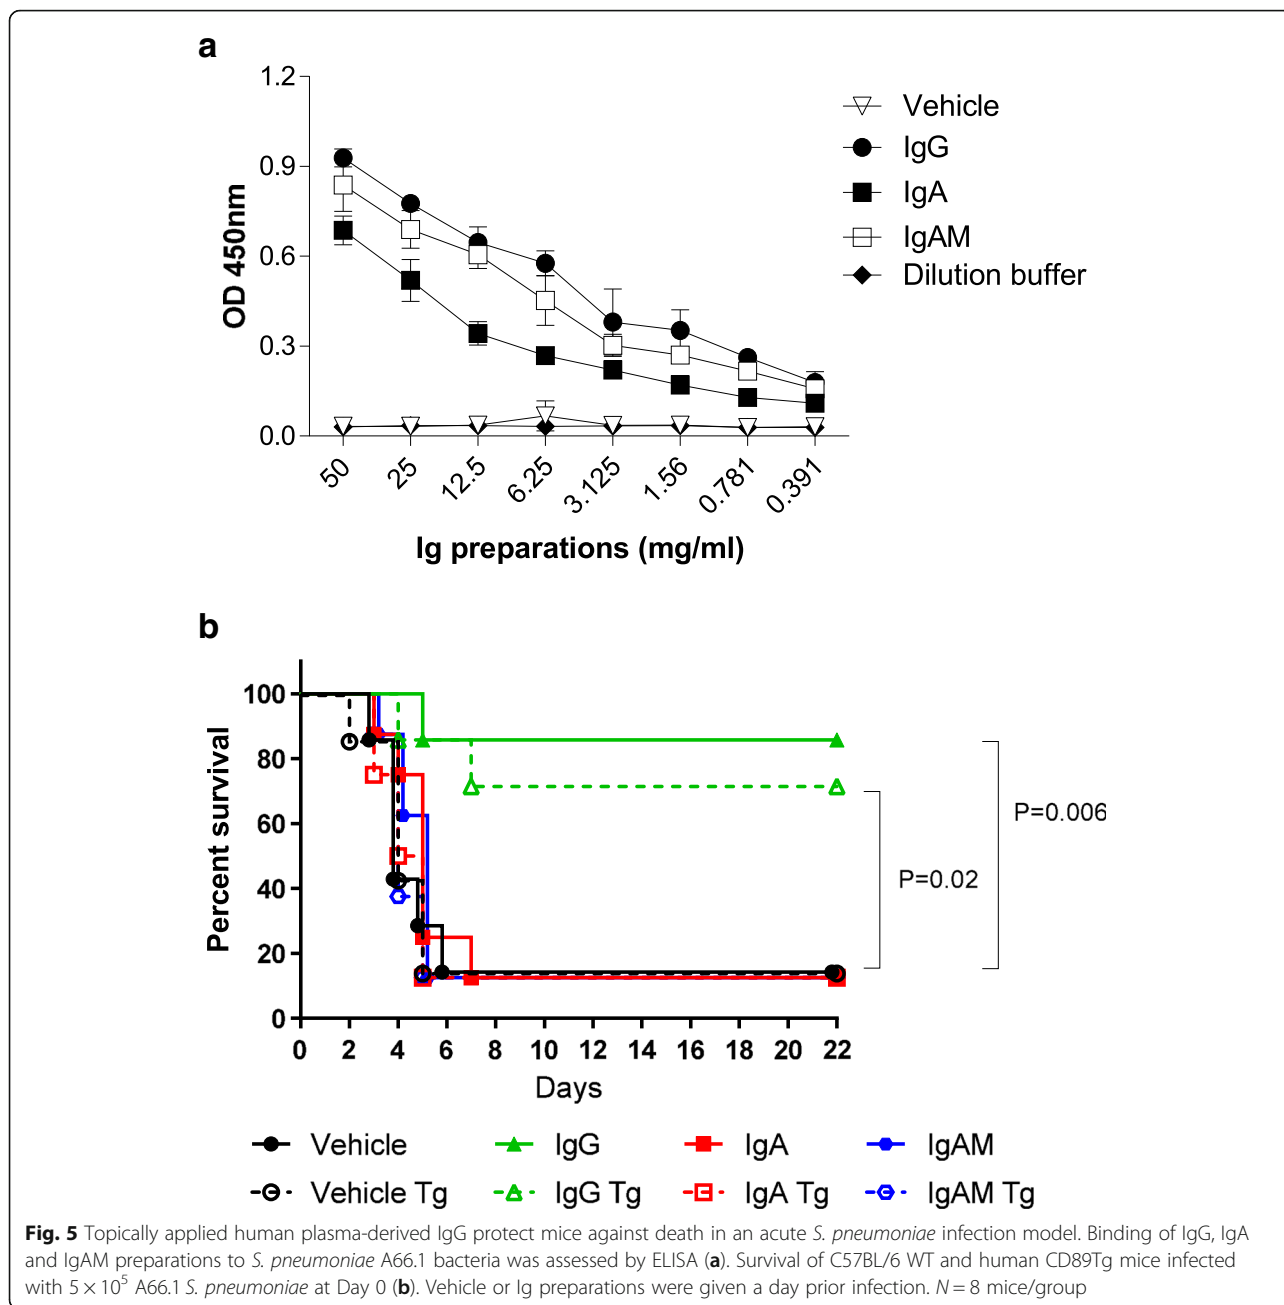 a
1.2
0.9
0.6
0.3
0.0
OD 450nm
50 25 12.5 6.25 3.125 1.56 0.781 0.391
Ig preparations (mg/ml)
Vehicle
IgG
IgA
IgAM
Dilution buffer
b
100
80
60
40
20
0
Percent survival
0 2 4 6 8 10 12 14 16 18 20 22
Days
P=0.02
P=0.006
Vehicle IgG IgA IgAM
Vehicle Tg IgG Tg IgA Tg IgAM Tg
Fig. 5 Topically applied human plasma-derived IgG protect mice against death in an acute S. pneumoniae infection model. Binding of IgG, IgA
and IgAM preparations to S. pneumoniae A66.1 bacteria was assessed by ELISA (a). Survival of C57BL/6 WT and human CD89Tg mice infected
with 5 × 10⁵ A66.1 S. pneumoniae at Day 0 (b). Vehicle or Ig preparations were given a day prior infection. N = 8 mice/group